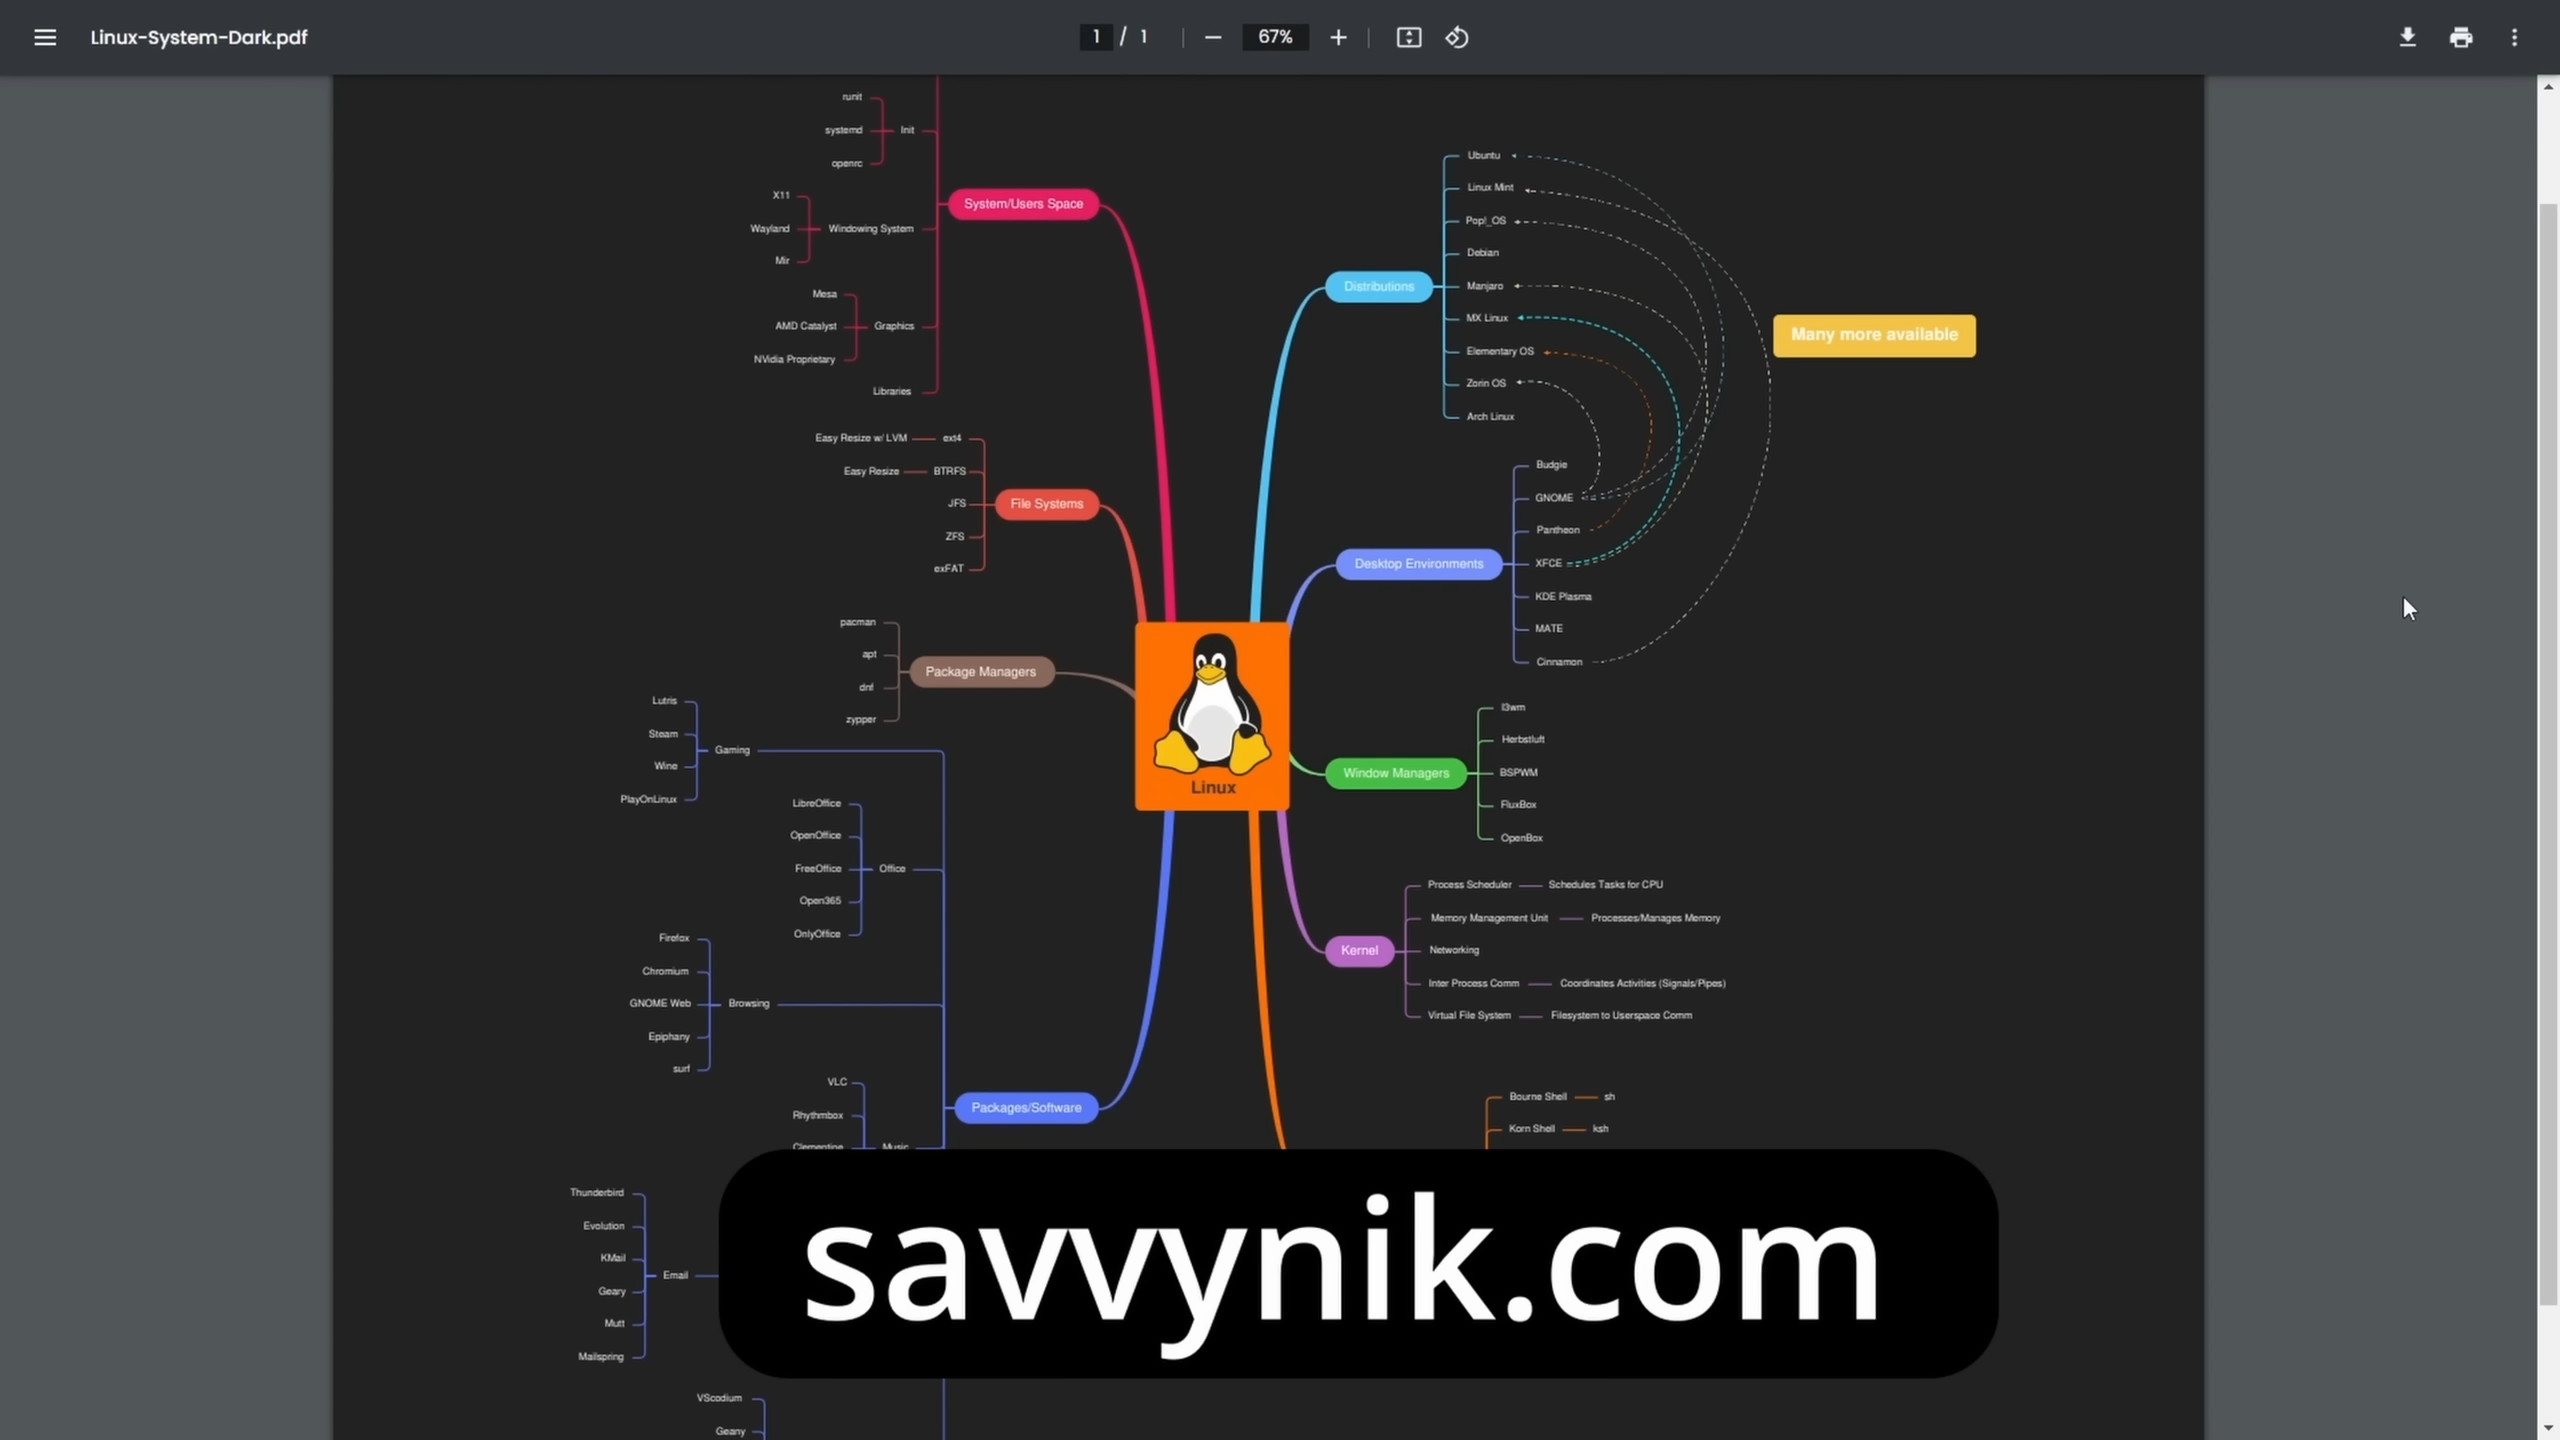 Linux-System-Dark.pdf
1 / 1
67%
runit
systemd
openrc
Init
X11
Wayland
Mir
Windowing System
Mesa
AMD Catalyst
NVidia Proprietary
Graphics
Libraries
System/Users Space
Easy Resize w/ LVM
ext4
Easy Resize
BTRFS
JFS
ZFS
exFAT
File Systems
pacman
apt
dnf
zypper
Package Managers
Lutris
Steam
Wine
PlayOnLinux
Gaming
LibreOffice
OpenOffice
FreeOffice
Open365
OnlyOffice
Office
Firefox
Chromium
GNOME Web
Epiphany
surf
Browsing
VLC
Rhythmbox
Clementine
Music
Packages/Software
Thunderbird
Evolution
KMail
Geary
Mutt
Mailspring
Email
VScodium
Geany
Linux
Distributions
Ubuntu
Linux Mint
Pop!_OS
Debian
Manjaro
MX Linux
Elementary OS
Zorin OS
Arch Linux
Many more available
Desktop Environments
Budgie
GNOME
Pantheon
XFCE
KDE Plasma
MATE
Cinnamon
Window Managers
I3wm
Herbstluft
BSPWM
FluxBox
OpenBox
Kernel
Process Scheduler
Schedules Tasks for CPU
Memory Management Unit
Processes/Manages Memory
Networking
Inter Process Comm
Coordinates Activities (Signals/Pipes)
Virtual File System
Filesystem to Userspace Comm
Bourne Shell
sh
Korn Shell
ksh
savvynik.com